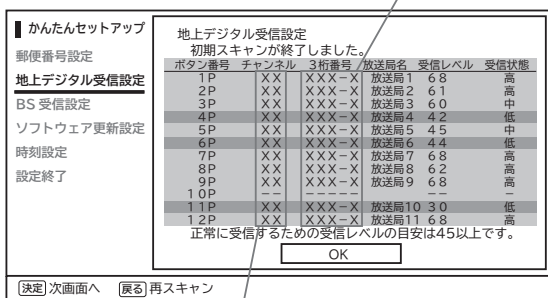 かんたんセットアップ
郵便番号設定
地上デジタル受信設定
BS 受信設定
ソフトウェア更新設定
時刻設定
設定終了
地上デジタル受信設定
初期スキャンが終了しました。
ボタン番号 チャンネル 3桁番号 放送局名 受信レベル 受信状態
1P XX XXX-X 放送局1 68 高
2P XX XXX-X 放送局2 61 高
3P XX XXX-X 放送局3 60 中
4P XX XXX-X 放送局4 42 低
5P XX XXX-X 放送局5 45 中
6P XX XXX-X 放送局6 44 低
7P XX XXX-X 放送局7 68 高
8P XX XXX-X 放送局8 62 高
9P XX XXX-X 放送局9 68 高
10P -- ----- -- -
11P XX XXX-X 放送局10 30 低
12P XX XXX-X 放送局11 68 高
正常に受信するための受信レベルの目安は45以上です。
OK
決定 次画面へ 戻る 再スキャン